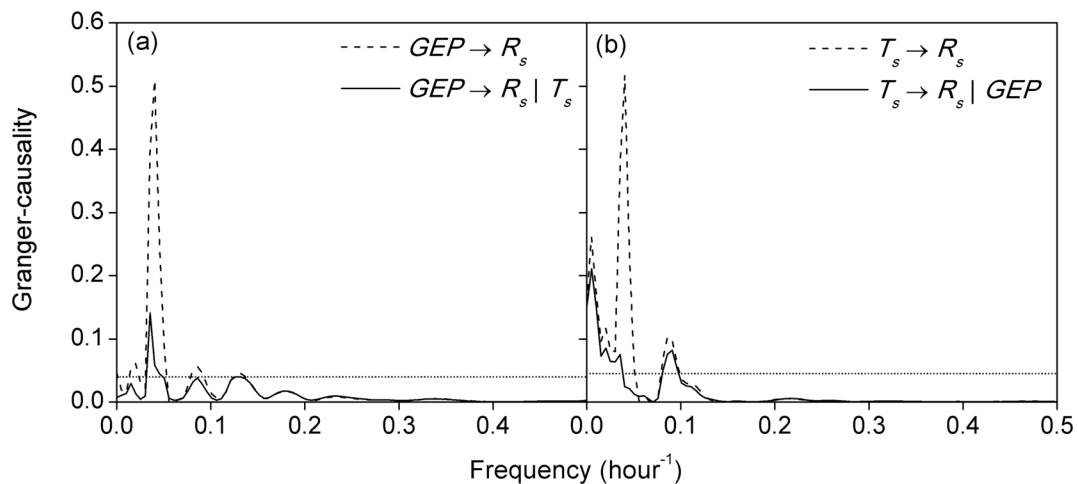 (a)
GEP → Rₛ
GEP → Rₛ | Tₛ
(b)
Tₛ → Rₛ
Tₛ → Rₛ | GEP
Granger-causality
0.6
0.5
0.4
0.3
0.2
0.1
0.0
0.0 0.1 0.2 0.3 0.4 0.0 0.1 0.2 0.3 0.4 0.5
Frequency (hour⁻¹)